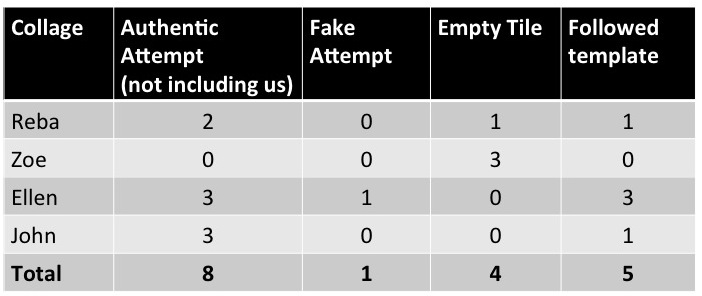 Collage Authentic Attempt (not including us) Fake Attempt Empty Tile Followed template
Reba 2 0 1 1
Zoe 0 0 3 0
Ellen 3 1 0 3
John 3 0 0 1
Total 8 1 4 5